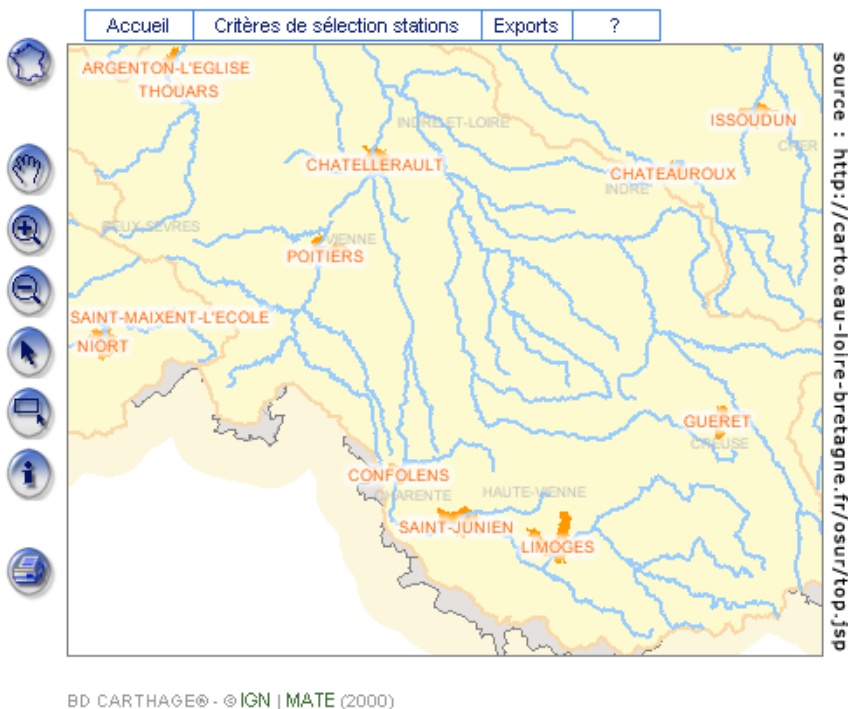 Accueil
Critères de sélection stations
Exports
?
ARGENTON-L'EGLISE
THOUARS
INDRE-ET-LOIRE
ISSOUDUN
CHER
CHATELLERAULT
CHATEAUROUX
INDRE
DEUX-SEVRES
VIENNE
POITIERS
SAINT-MAIXENT-L'ECOLE
NIORT
GUERET
CREUSE
CONFOLENS
CHARENTE
HAUTE-VIENNE
SAINT-JUNIEN
LIMOGES
source : http://carto.eau-loire-bretagne.fr/osur/top.jsp
BD CARTHAGE® - © IGN | MATE (2000)